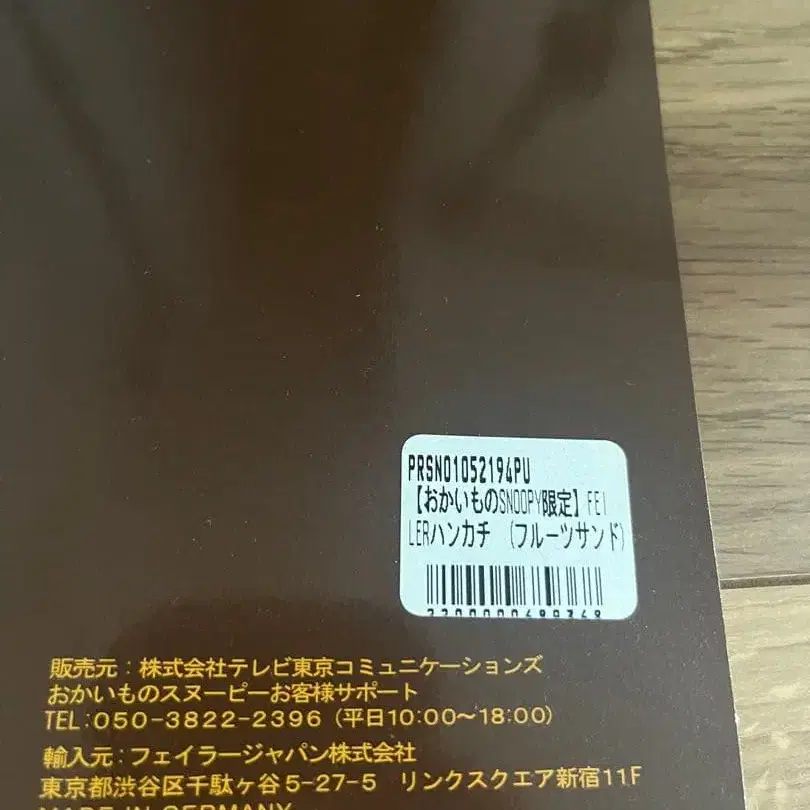 PRSN01052194PU
【おかいものSNOOPY限定】FEI
LERハンカチ (フルーツサンド)
販売元：株式会社テレビ東京コミュニケーションズ
おかいものスヌーピーお客様サポート
TEL:050-3822-2396 (平日10:00〜18:00)
輸入元：フェイラージャパン株式会社
東京都渋谷区千駄ヶ谷5-27-5 リンクスクエア新宿11F
MADE IN GERMANY